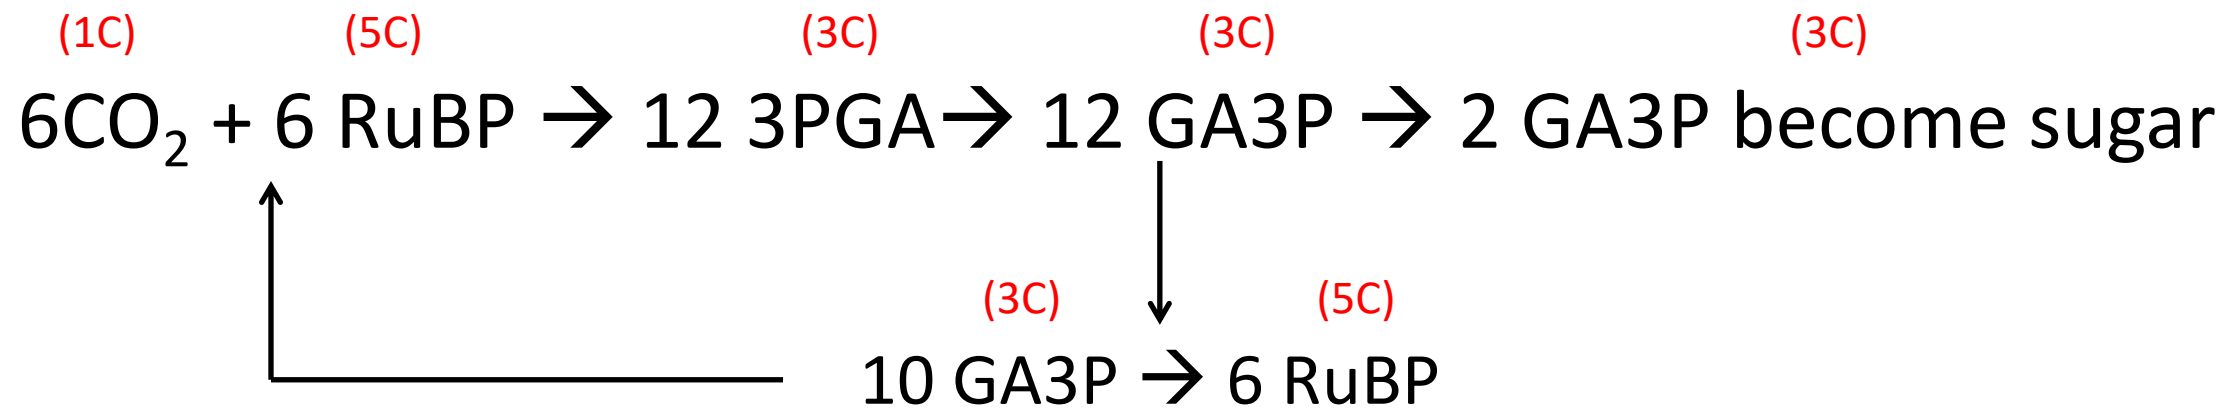 (1C) (5C) (3C) (3C) (3C)
6CO₂ + 6 RuBP → 12 3PGA → 12 GA3P → 2 GA3P become sugar
(3C) (5C)
10 GA3P → 6 RuBP